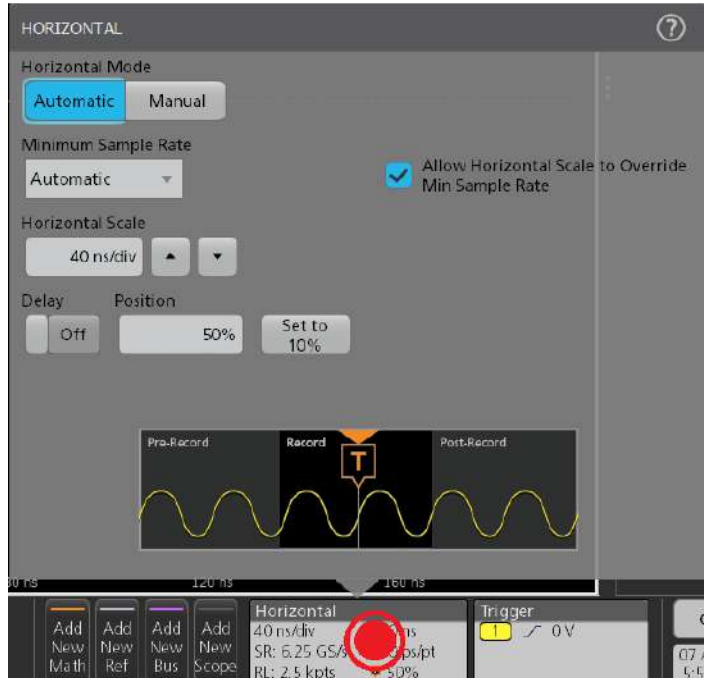 HORIZONTAL
?
Horizontal Mode
Automatic Manual
Minimum Sample Rate
Automatic
Allow Horizontal Scale to Override
Min Sample Rate
Horizontal Scale
40 ns/div
Delay Position
Off 50% Set to
10%
Pre-Record Record Post-Record
T
120 ns 160 ns
Add New Math
Add New Ref
Add New Bus
Add New Scope
Horizontal
40 ns/div
SR: 6.25 GS/s ps/pt
RL: 2.5 kpts 50%
Trigger
1 0 V